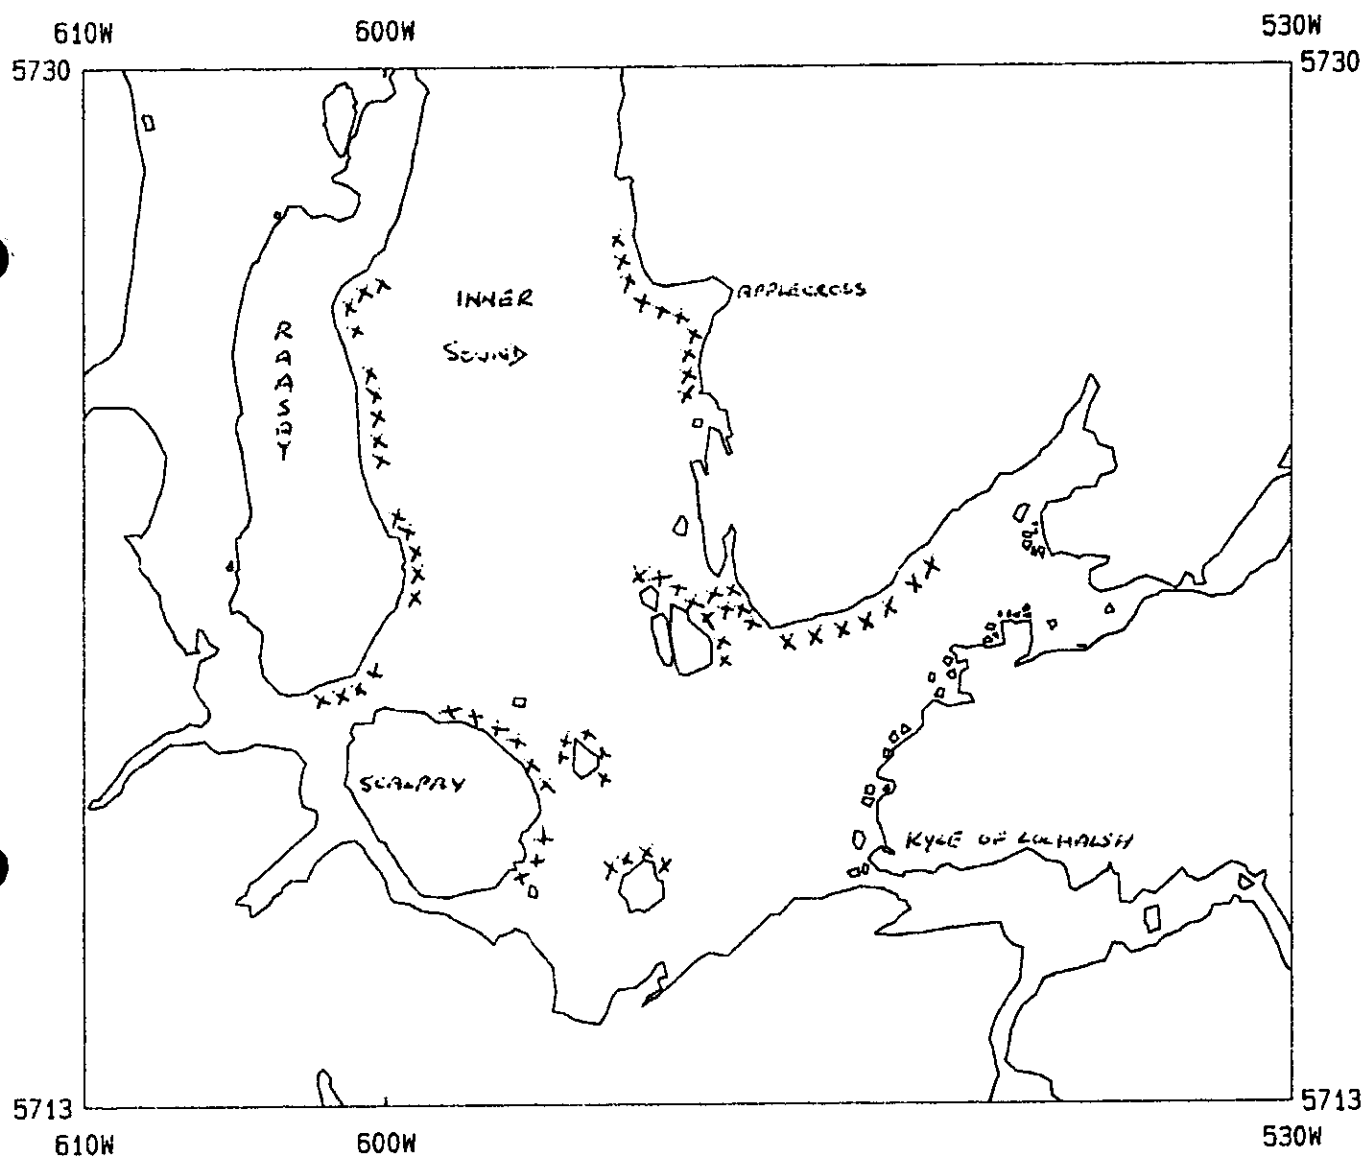 610W 600W 530W
5730 5730
APPLECROSS
INNER
SOUND
RAASAY
SCALPAY
KYLE OF LOCHALSH
5713 5713
610W 600W 530W